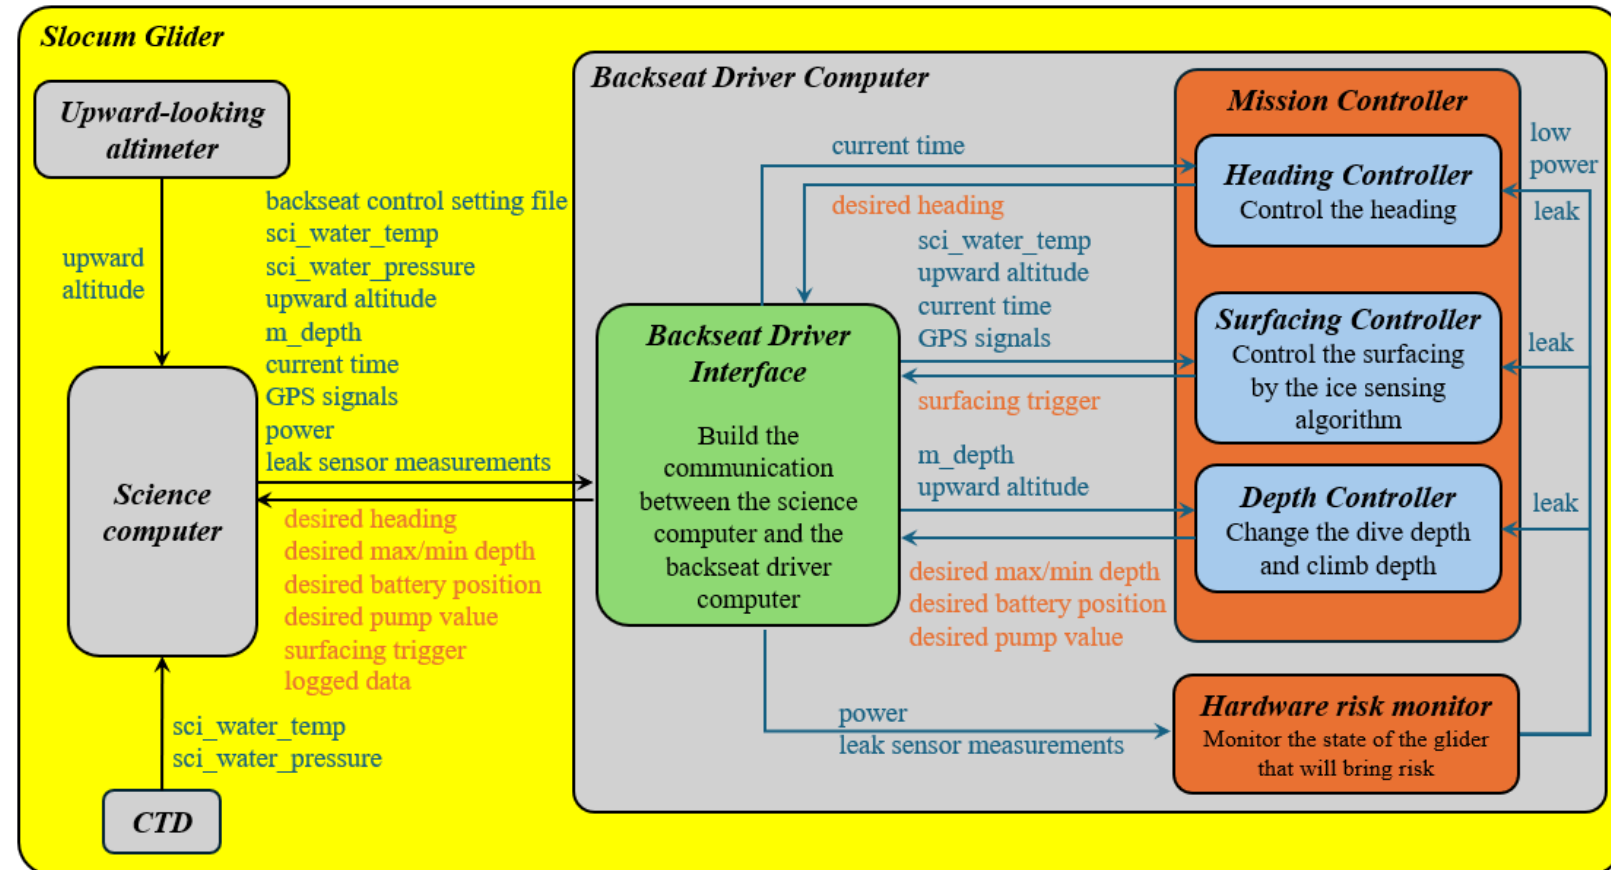 Slocum Glider
Upward-looking
altimeter
upward
altitude
backseat control setting file
sci_water_temp
sci_water_pressure
upward altitude
m_depth
current time
GPS signals
power
leak sensor measurements
Science
computer
desired heading
desired max/min depth
desired battery position
desired pump value
surfacing trigger
logged data
sci_water_temp
sci_water_pressure
CTD
Backseat Driver Computer
Backseat Driver
Interface
Build the
communication
between the science
computer and the
backseat driver
computer
current time
desired heading
sci_water_temp
upward altitude
current time
GPS signals
surfacing trigger
m_depth
upward altitude
desired max/min depth
desired battery position
desired pump value
power
leak sensor measurements
Mission Controller
Heading Controller
Control the heading
Surfacing Controller
Control the surfacing
by the ice sensing
algorithm
Depth Controller
Change the dive depth
and climb depth
low
power
leak
leak
leak
Hardware risk monitor
Monitor the state of the glider
that will bring risk